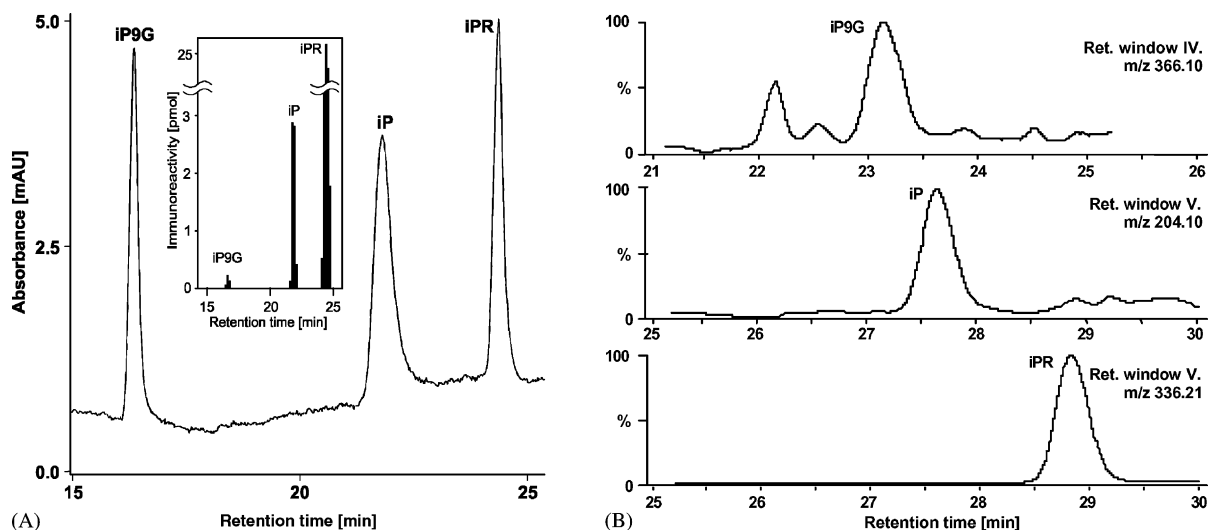 5.0
2.5
0.0
Absorbance [mAU]
15
20
25
Retention time [min]
iP9G
iP
iPR
25
3
2
1
0
Immunoreactivity [pmol]
iP9G
iP
iPR
15
20
25
Retention time [min]
(A)
100
%
0
iP9G
Ret. window IV.
m/z 366.10
21 22 23 24 25 26
100
%
0
iP
Ret. window V.
m/z 204.10
25 26 27 28 29 30
100
%
0
iPR
Ret. window V.
m/z 336.21
25 26 27 28 29 30
Retention time [min]
(B)